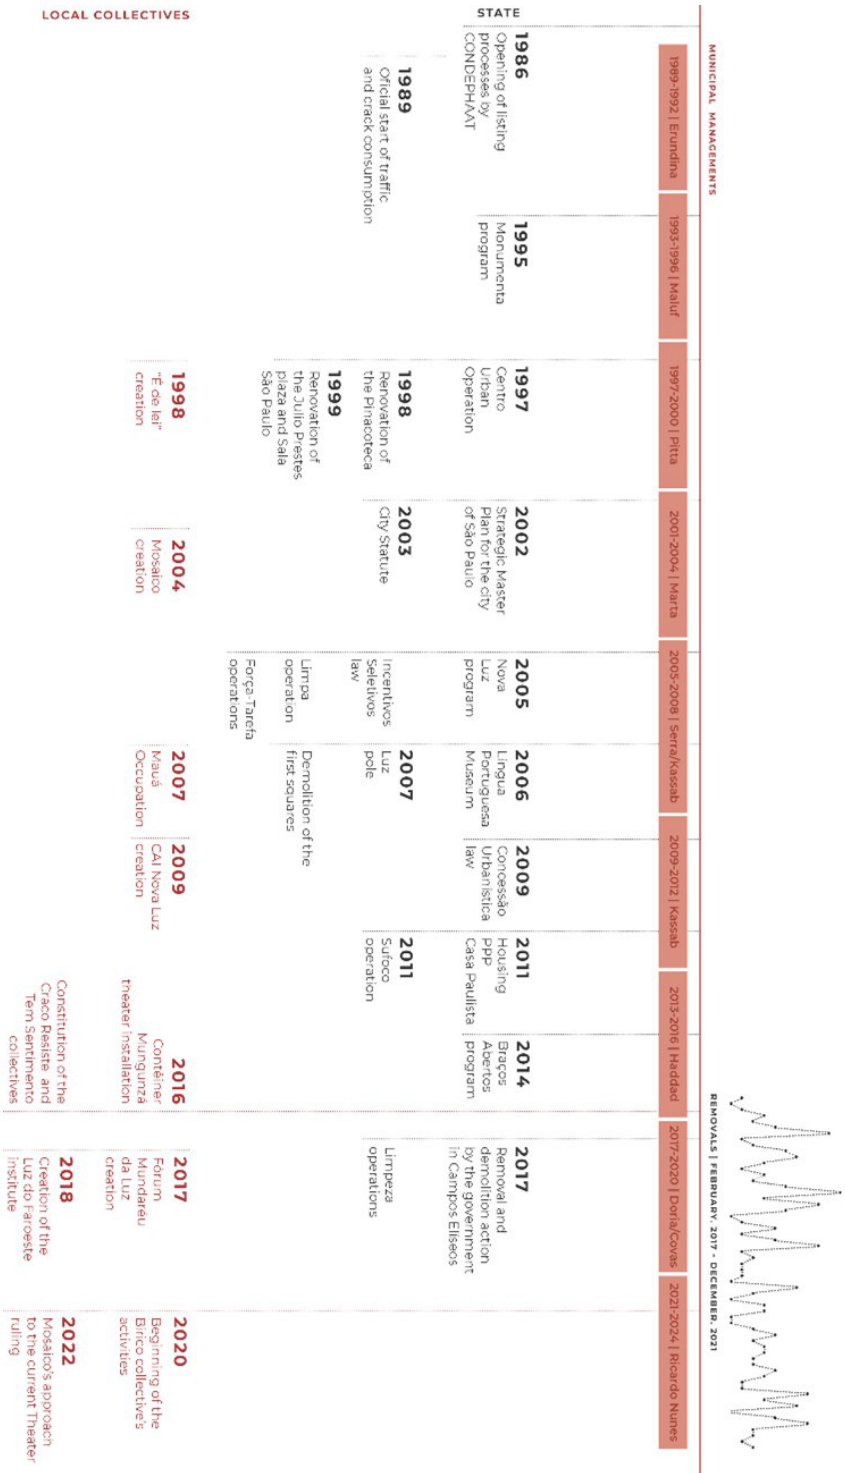 REMOVALS | FEBRUARY, 2017 - DECEMBER, 2021
MUNICIPAL MANAGEMENTS
1989-1992 | Erundina
1993-1996 | Maluf
1997-2000 | Pitta
2001-2004 | Marta
2005-2008 | Serra/Kassab
2009-2012 | Kassab
2013-2016 | Haddad
2017-2020 | Doria/Covas
2021-2024 | Ricardo Nunes
STATE
1986
Opening of listing
processes by
CONDEPHAAT
1989
Oficial start of traffic
and crack consumption
1995
Monumenta
program
1997
Centro
Urban
Operation
1998
Renovation of
the Pinacoteca
1999
Renovation of
the Julio Prestes
plaza and Sala
São Paulo
2002
Strategic Master
Plan for the city
of São Paulo
2003
City Statute
2005
Nova
Luz
program
Incentivos
Seletivos
law
Limpa
operation
Força-Tarefa
operations
2006
Lingua
Portuguesa
Museum
2007
Luz
pole
Demolition of the
first squares
2009
Concessão
Urbanística
law
2011
Housing
PPP
Casa Paulista
2011
Sufoco
operation
2014
Braços
Abertos
program
2017
Removal and
demolition action
by the government
in Campos Elíseos
Limpeza
operations
LOCAL COLLECTIVES
1998
"É de lei"
creation
2004
Mosaico
creation
2007
Mauá
Occupation
2009
CAI Nova Luz
creation
2016
Contêiner
Mungunzá
theater installation
Constitution of the
Craco Resiste and
Tem Sentimento
collectives
2017
Fórum
Mundaréu
da Luz
creation
2018
Creation of the
Luz do Faroeste
institute
2020
Beginning of the
Birico collective's
activities
2022
Mosaico's approach
to the current Theater
ruling